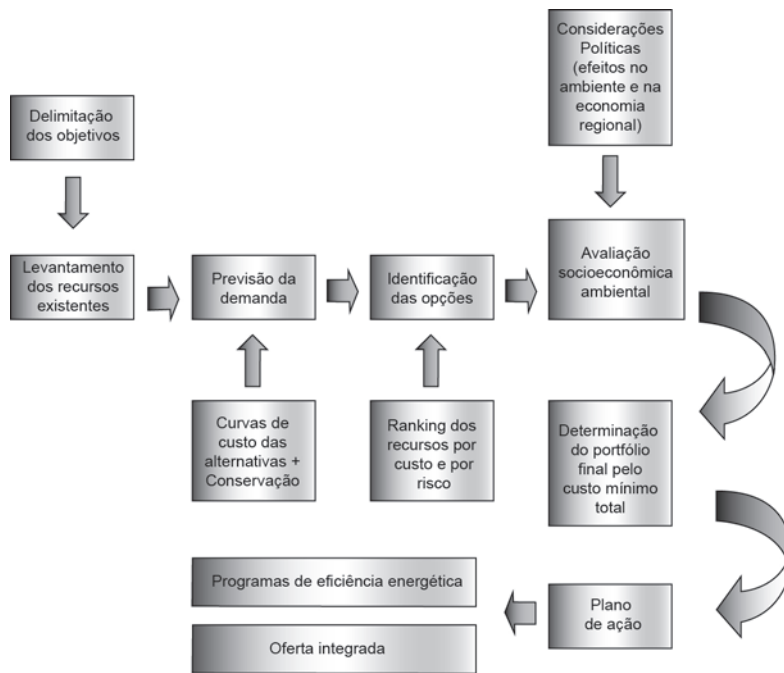 Delimitação
dos objetivos
Considerações
Políticas
(efeitos no
ambiente e na
economia
regional)
Levantamento
dos recursos
existentes
Previsão da
demanda
Identificação
das opções
Avaliação
socioeconômica
ambiental
Curvas de
custo das
alternativas +
Conservação
Ranking dos
recursos por
custo e por
risco
Determinação
do portfólio
final pelo
custo mínimo
total
Programas de eficiência energética
Oferta integrada
Plano
de ação